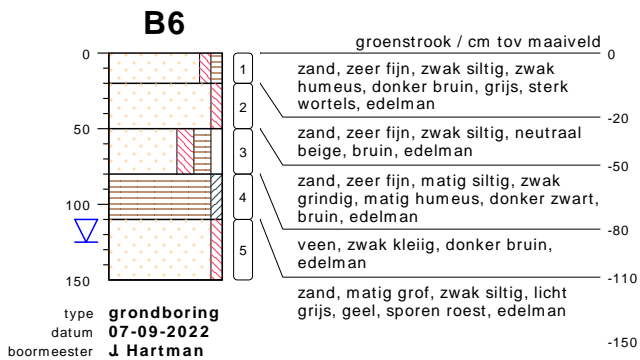 B6
groenstrook / cm tov maaiveld
0
0
1
zand, zeer fijn, zwak siltig, zwak
humeus, donker bruin, grijs, sterk
wortels, edelman
-20
2
50
zand, zeer fijn, zwak siltig, neutraal
beige, bruin, edelman
-50
3
zand, zeer fijn, matig siltig, zwak
grindig, matig humeus, donker zwart,
bruin, edelman
-80
4
100
veen, zwak kleiig, donker bruin,
edelman
-110
5
zand, matig grof, zwak siltig, licht
grijs, geel, sporen roest, edelman
150
-150
type grondboring
datum 07-09-2022
boormeester J. Hartman